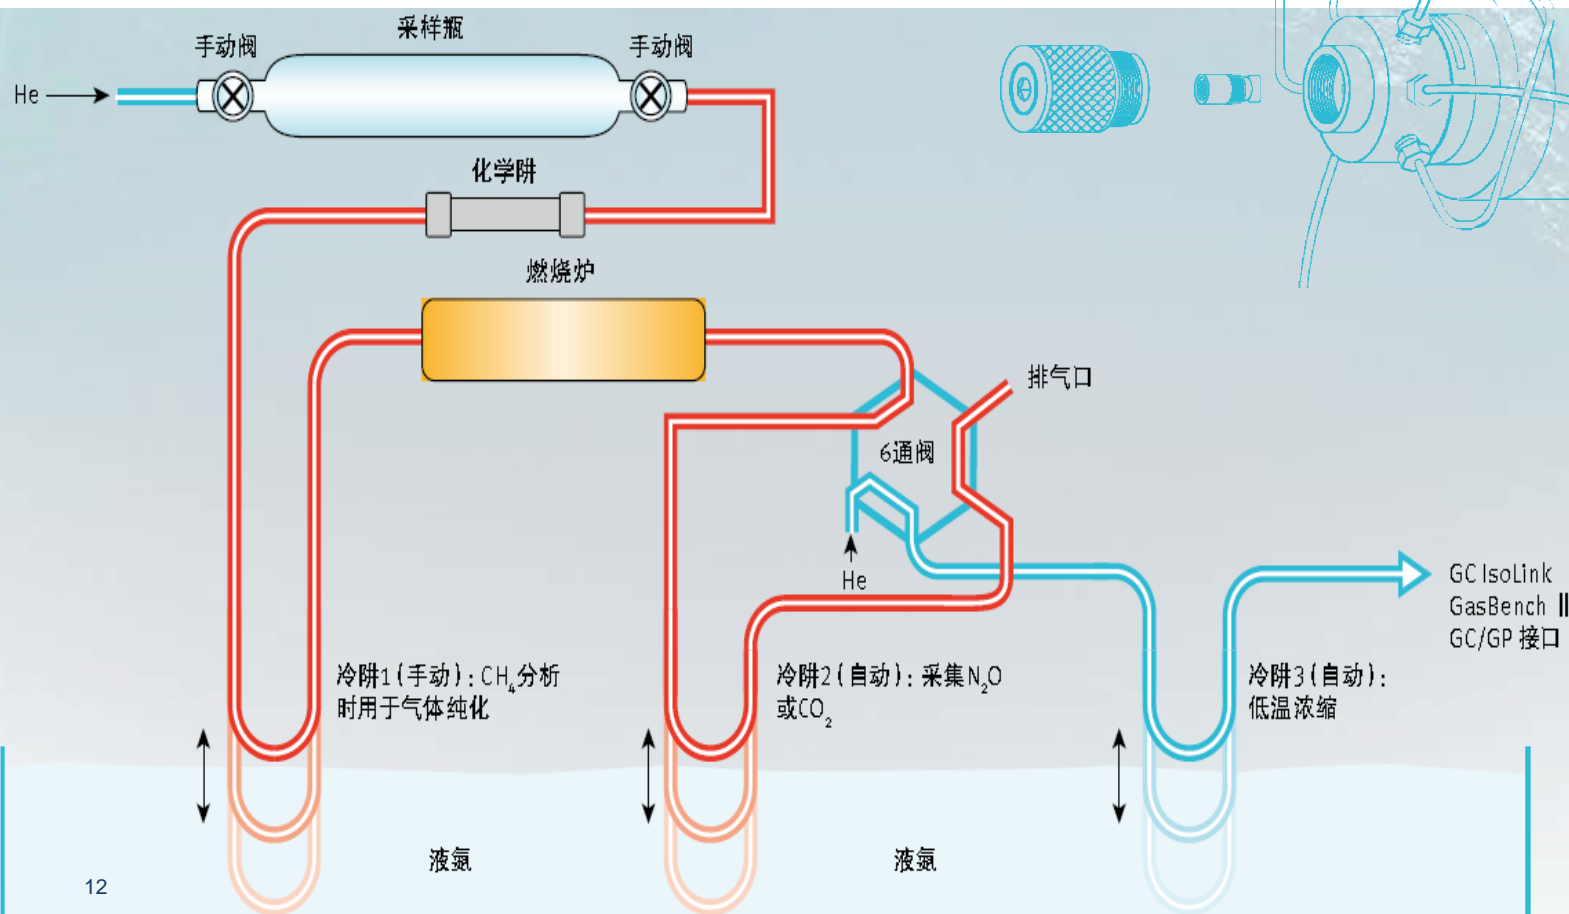 采样瓶
手动阀
手动阀
He
化学阱
燃烧炉
排气口
6通阀
He
GC IsoLink
GasBench II
GC/GP 接口
冷阱1(手动): CH₄分析
时用于气体纯化
冷阱2(自动): 采集N₂O
或CO₂
冷阱3(自动):
低温浓缩
液氮
液氮
12